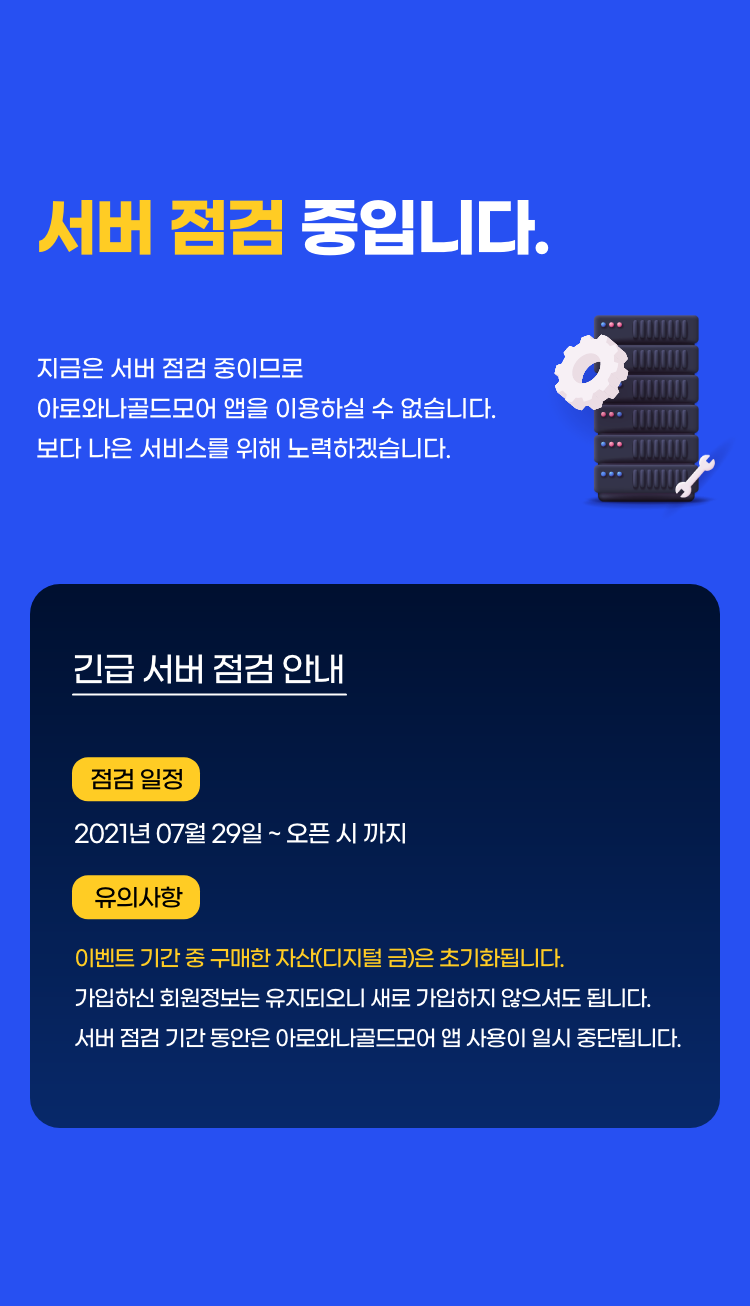 서버 점검 중입니다.
지금은 서버 점검 중이므로
아로와나골드모어 앱을 이용하실 수 없습니다.
보다 나은 서비스를 위해 노력하겠습니다.
긴급 서버 점검 안내
점검 일정
2021년 07월 29일 ~ 오픈 시 까지
유의사항
이벤트 기간 중 구매한 자산(디지털 금)은 초기화됩니다.
가입하신 회원정보는 유지되오니 새로 가입하지 않으셔도 됩니다.
서버 점검 기간 동안은 아로와나골드모어 앱 사용이 일시 중단됩니다.